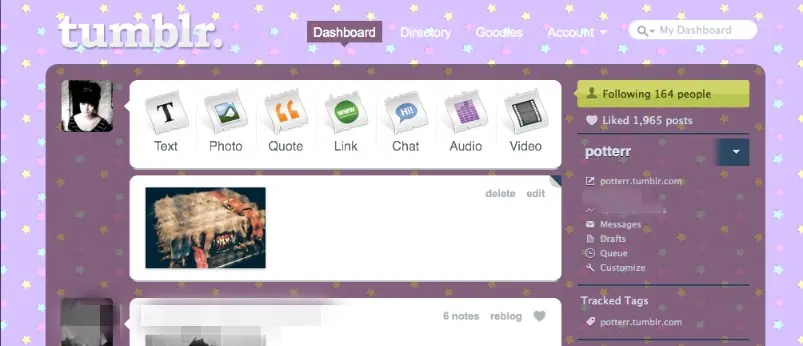 tumblr.
Dashboard Directory Goodies Account My Dashboard
T www Hi!
Text Photo Quote Link Chat Audio Video
Following 164 people
Liked 1,965 posts
potterr
delete edit
potterr.tumblr.com
Messages
Drafts
Queue
Customize
Tracked Tags
6 notes reblog
potterr.tumblr.com